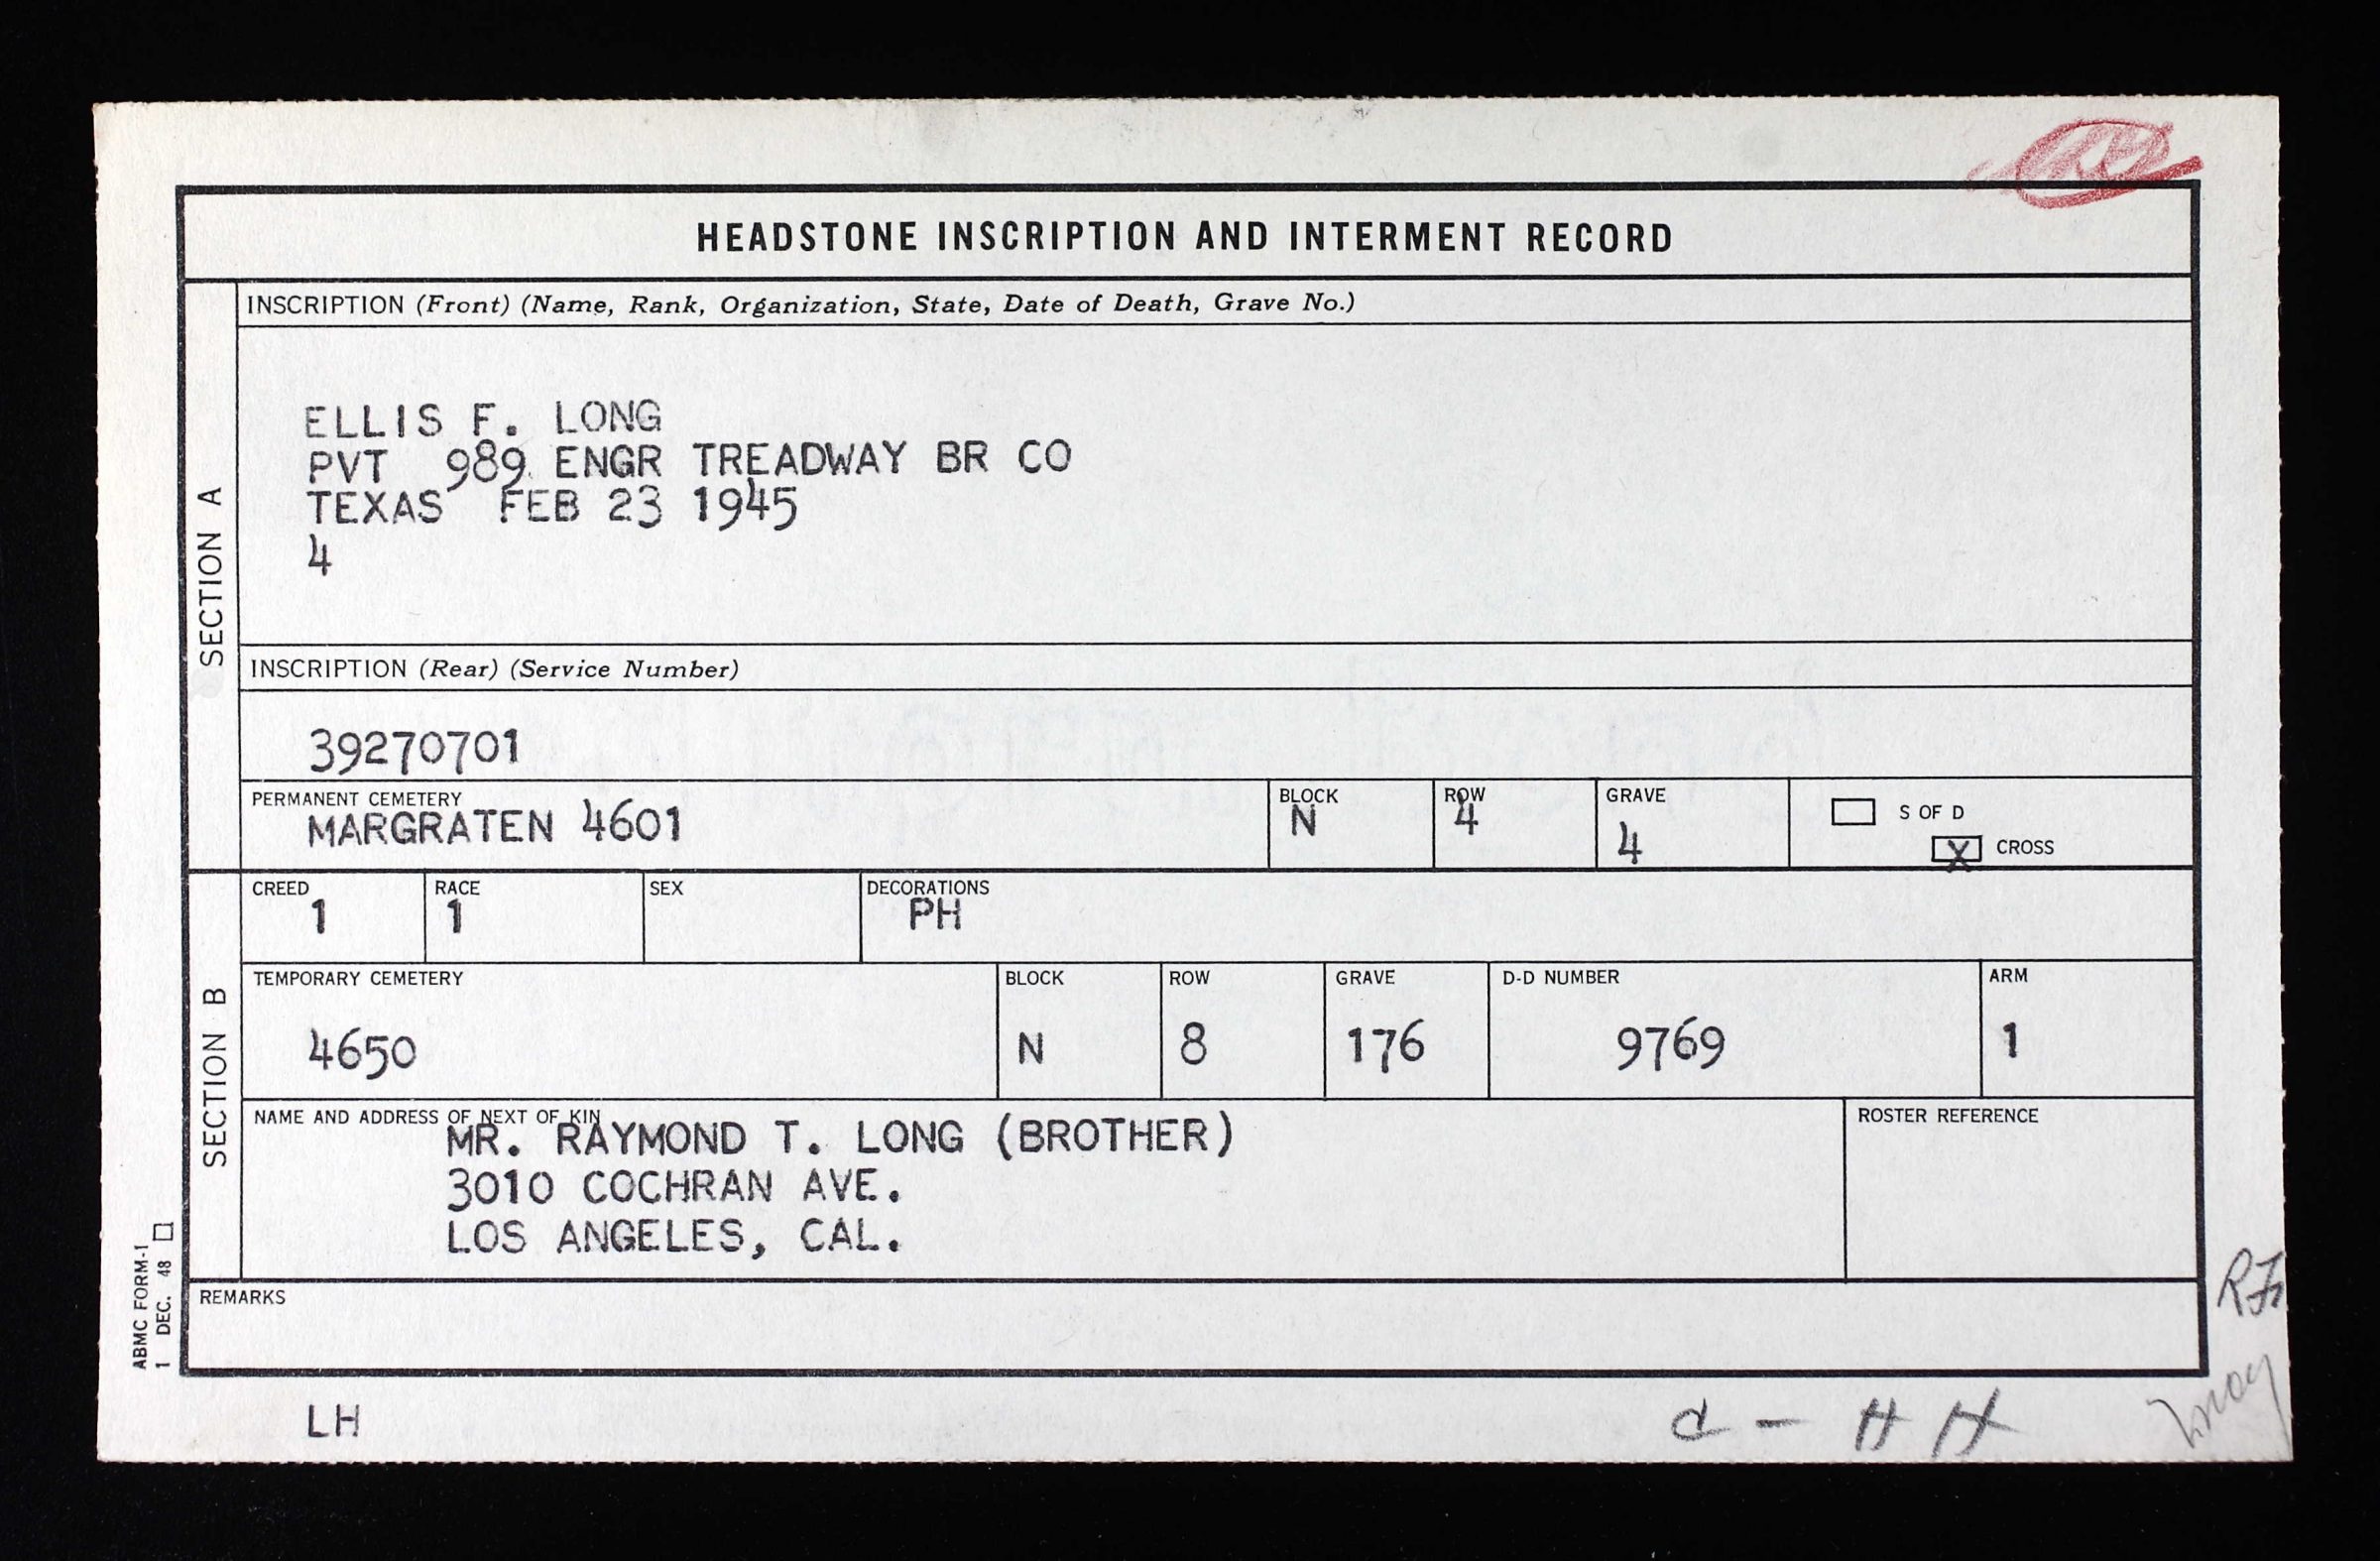 HEADSTONE INSCRIPTION AND INTERMENT RECORD
SECTION A
INSCRIPTION (Front) (Name, Rank, Organization, State, Date of Death, Grave No.)
ELLIS F. LONG
PVT 989 ENGR TREADWAY BR CO
TEXAS FEB 23 1945
4
INSCRIPTION (Rear) (Service Number)
39270701
PERMANENT CEMETERY
MARGRATEN 4601
BLOCK
N
ROW
4
GRAVE
4
S OF D
X CROSS
SECTION B
CREED
1
RACE
1
SEX
DECORATIONS
PH
TEMPORARY CEMETERY
4650
BLOCK
N
ROW
8
GRAVE
176
D-D NUMBER
9769
ARM
1
NAME AND ADDRESS OF NEXT OF KIN
MR. RAYMOND T. LONG (BROTHER)
3010 COCHRAN AVE.
LOS ANGELES, CAL.
ROSTER REFERENCE
REMARKS
ABMC FORM-1
1 DEC. 48
LH
d - H H